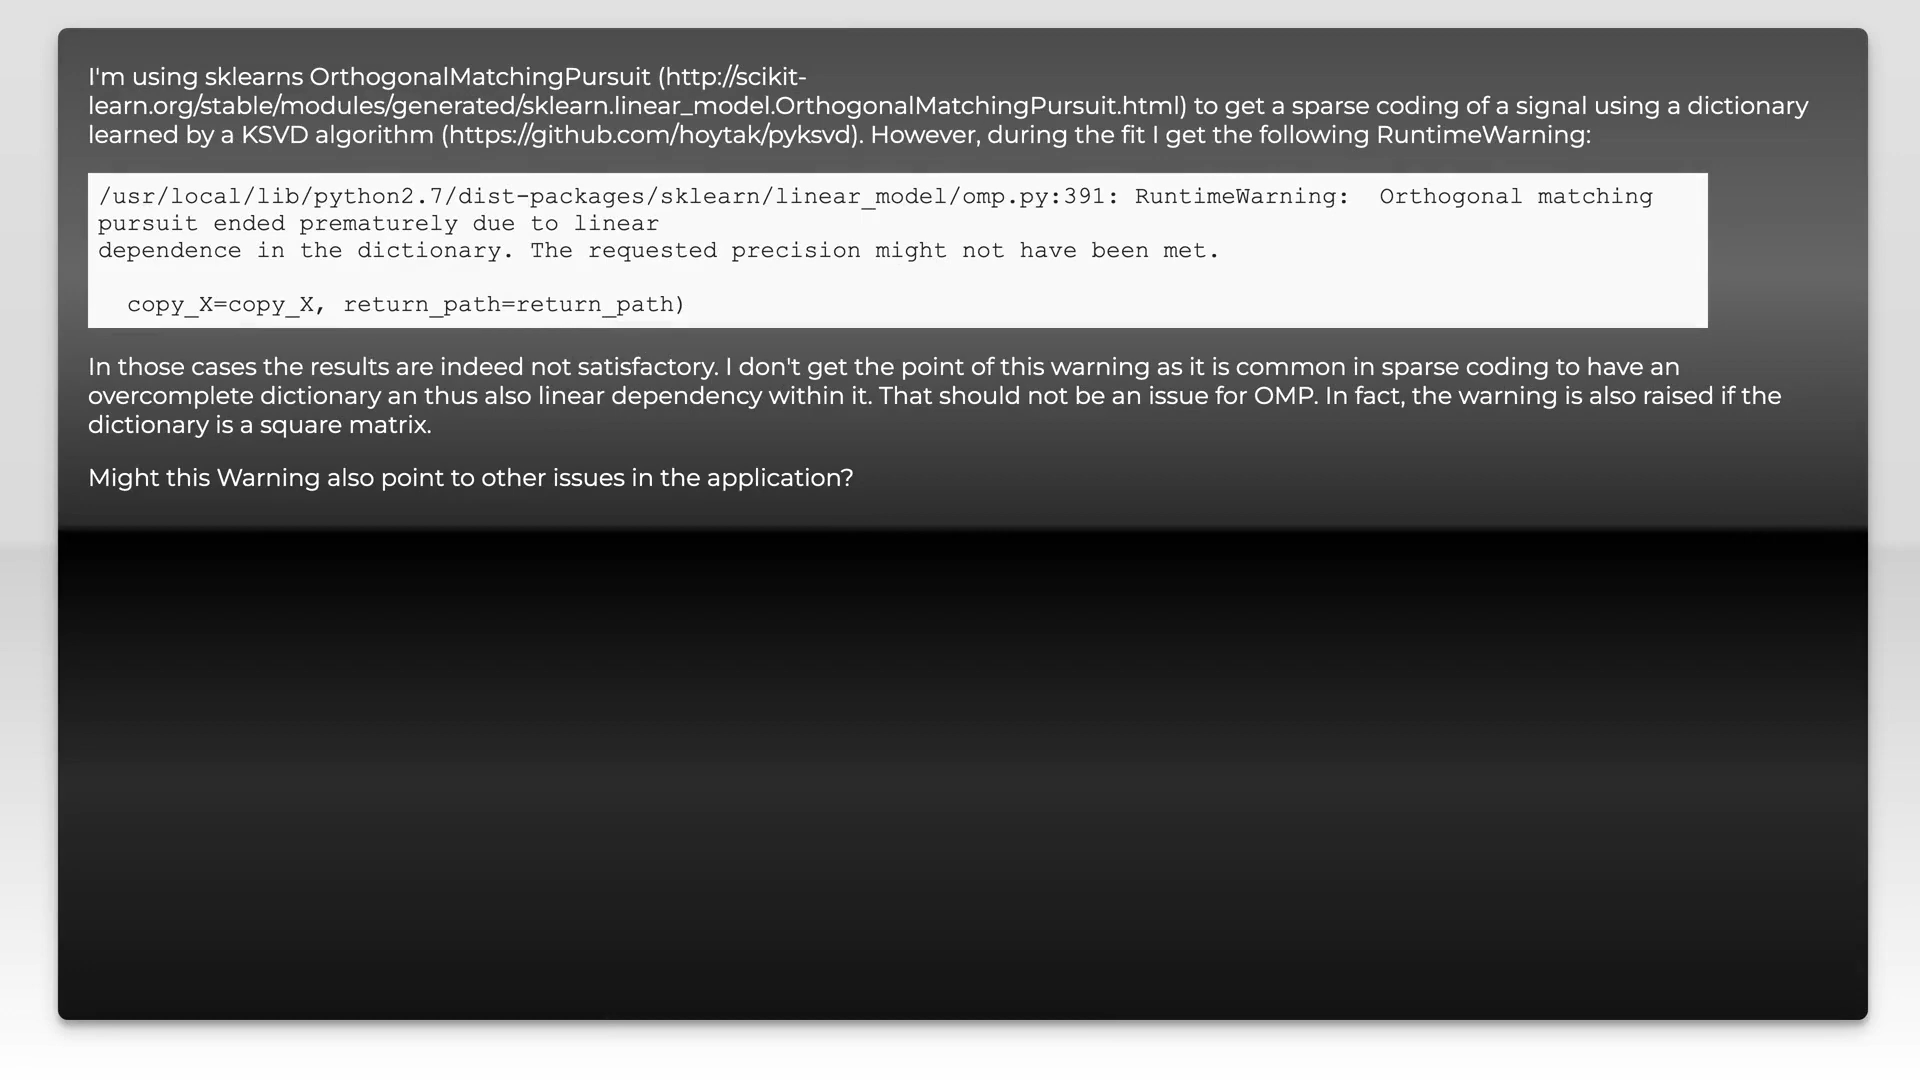 I'm using sklearns OrthogonalMatchingPursuit (http://scikit-
learn.org/stable/modules/generated/sklearn.linear_model.OrthogonalMatchingPursuit.html) to get a sparse coding of a signal using a dictionary
learned by a KSVD algorithm (https://github.com/hoytak/pyksvd). However, during the fit I get the following RuntimeWarning:
/usr/local/lib/python2.7/dist-packages/sklearn/linear_model/omp.py:391: RuntimeWarning:  Orthogonal matching
pursuit ended prematurely due to linear
dependence in the dictionary. The requested precision might not have been met.
  copy_X=copy_X, return_path=return_path)
In those cases the results are indeed not satisfactory. I don't get the point of this warning as it is common in sparse coding to have an
overcomplete dictionary an thus also linear dependency within it. That should not be an issue for OMP. In fact, the warning is also raised if the
dictionary is a square matrix.
Might this Warning also point to other issues in the application?